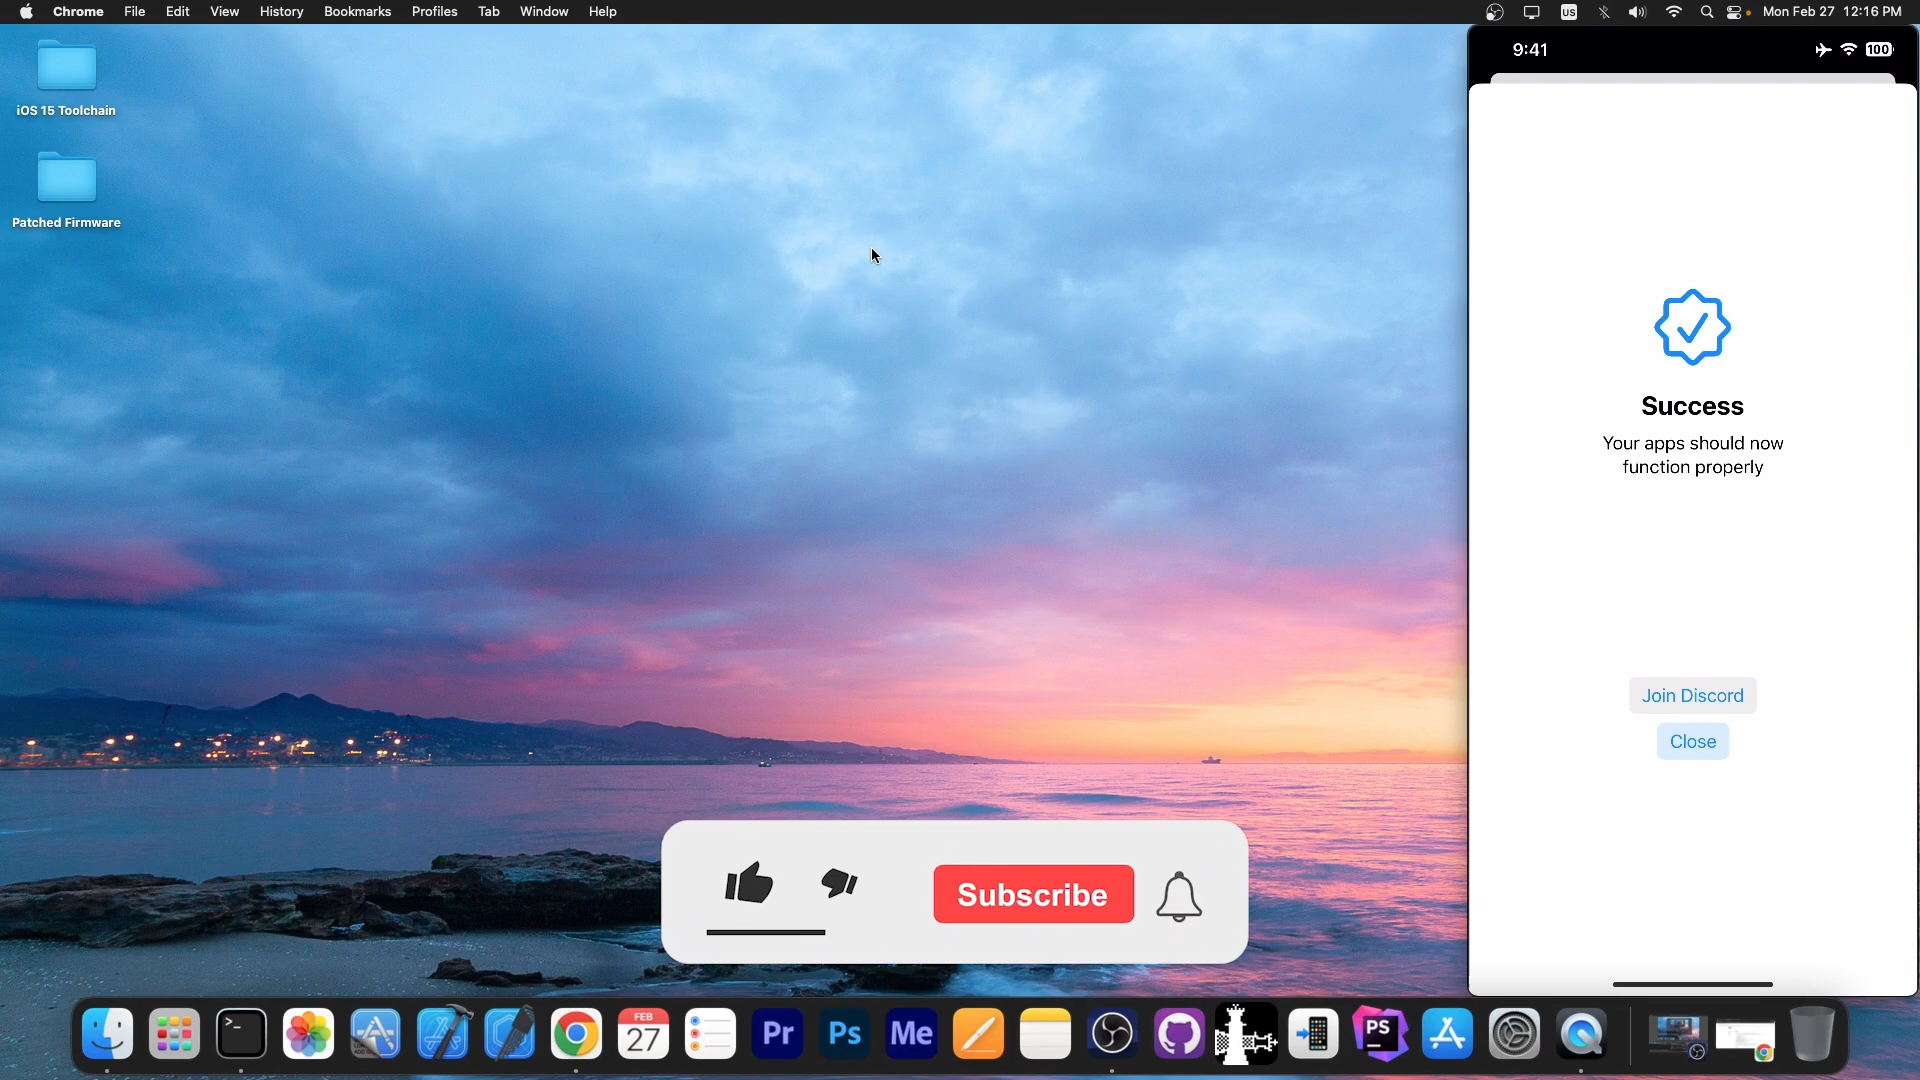 Chrome File Edit View History Bookmarks Profiles Tab Window Help
US
Mon Feb 27 12:16 PM
iOS 15 Toolchain
Patched Firmware
9:41
100
Success
Your apps should now
function properly
Join Discord
Close
Subscribe
>_
FEB
27
Pr
Ps
Me
PS